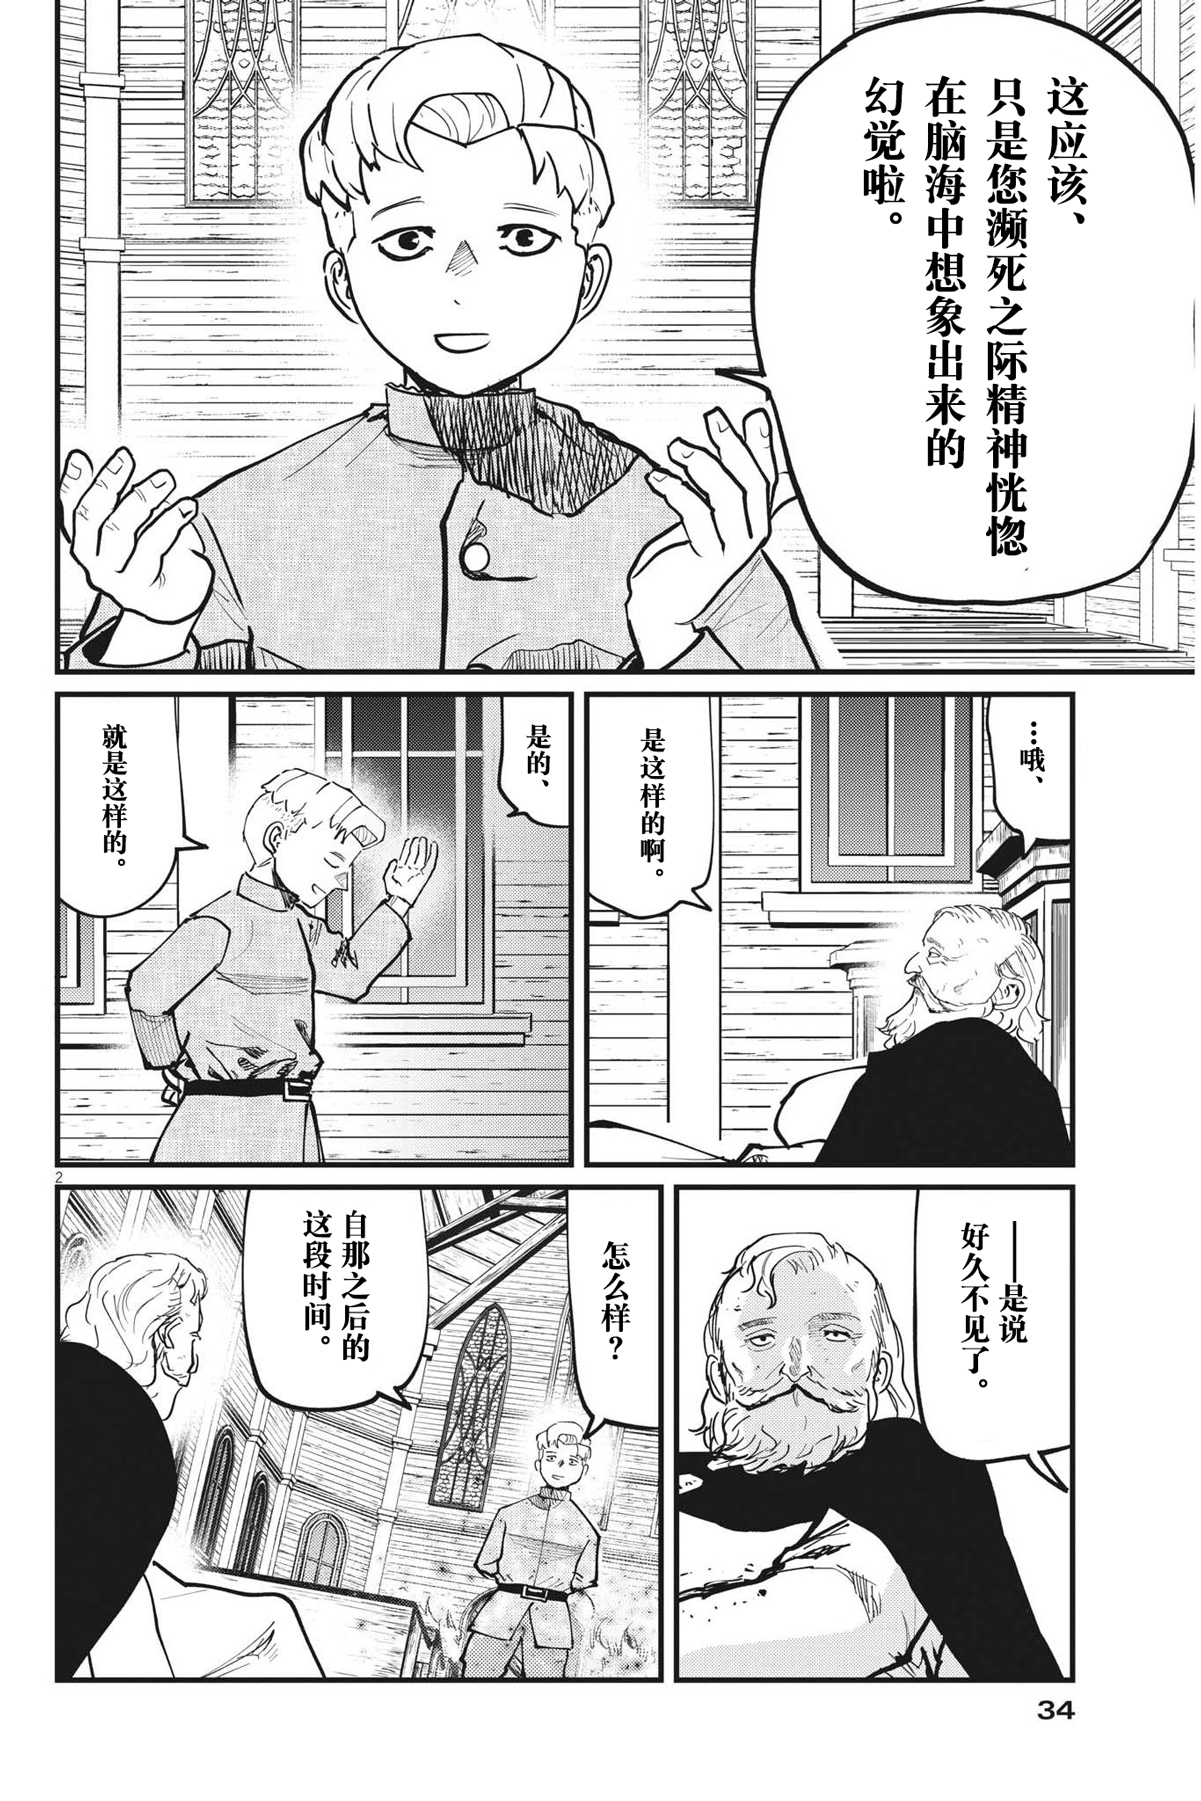 这应该、
只是您濒死之际精神恍惚
在脑海中想象出来的
幻觉啦。
…哦、
是这样的啊。
是的、
就是这样的。
——是说
好久不见了。
怎么样？
自那之后的
这段时间。
2
34